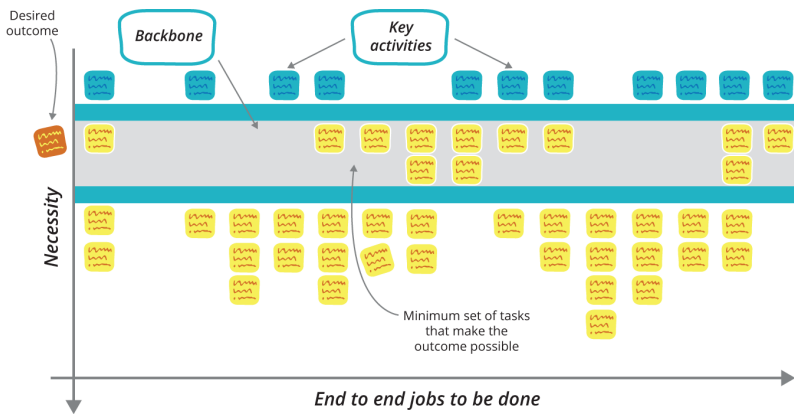 Desired
outcome
Backbone
Key
activities
Necessity
Minimum set of tasks
that make the
outcome possible
End to end jobs to be done